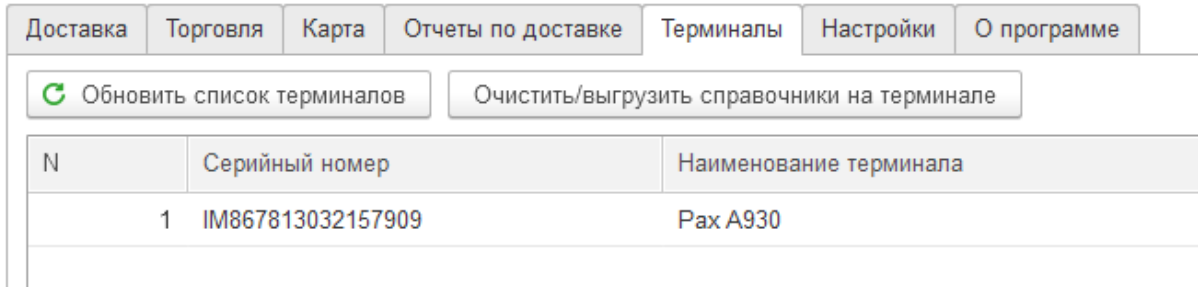 Доставка Торговля Карта Отчеты по доставке Терминалы Настройки О программе
Обновить список терминалов Очистить/выгрузить справочники на терминале
N Серийный номер Наименование терминала
1 IM867813032157909 Pax A930